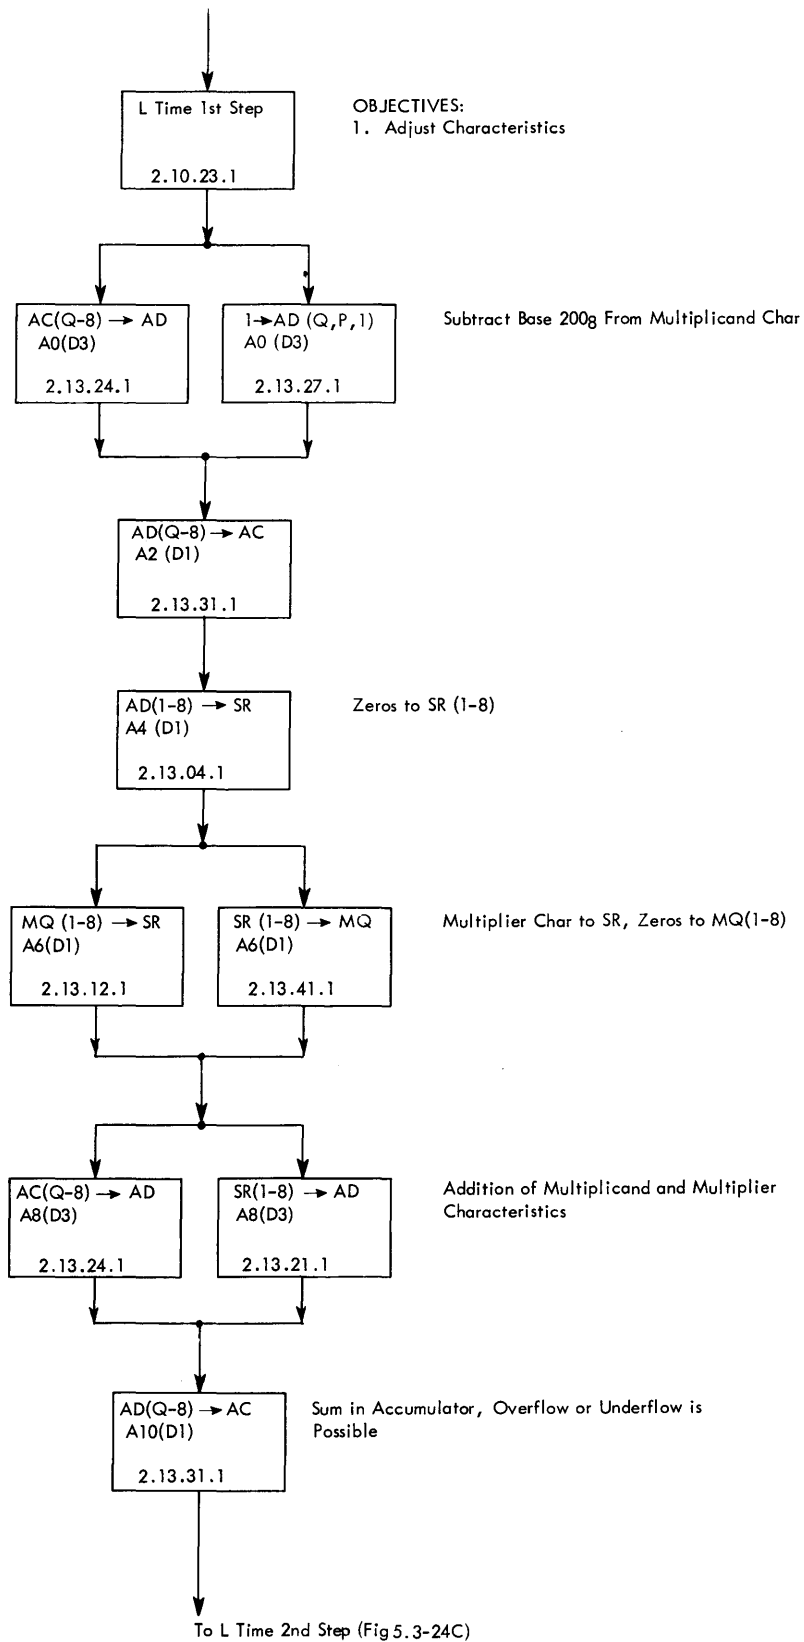 L Time 1st Step
2.10.23.1
OBJECTIVES:
1. Adjust Characteristics
AC(Q-8) → AD
A0(D3)
2.13.24.1
1→AD (Q,P,1)
A0 (D3)
2.13.27.1
Subtract Base 200₈ From Multiplicand Char
AD(Q-8) → AC
A2 (D1)
2.13.31.1
AD(1-8) → SR
A4 (D1)
2.13.04.1
Zeros to SR (1-8)
MQ (1-8) → SR
A6(D1)
2.13.12.1
SR (1-8) → MQ
A6(D1)
2.13.41.1
Multiplier Char to SR, Zeros to MQ(1-8)
AC(Q-8) → AD
A8(D3)
2.13.24.1
SR(1-8) → AD
A8(D3)
2.13.21.1
Addition of Multiplicand and Multiplier
Characteristics
AD(Q-8) → AC
A10(D1)
2.13.31.1
Sum in Accumulator, Overflow or Underflow is
Possible
To L Time 2nd Step (Fig 5.3-24C)